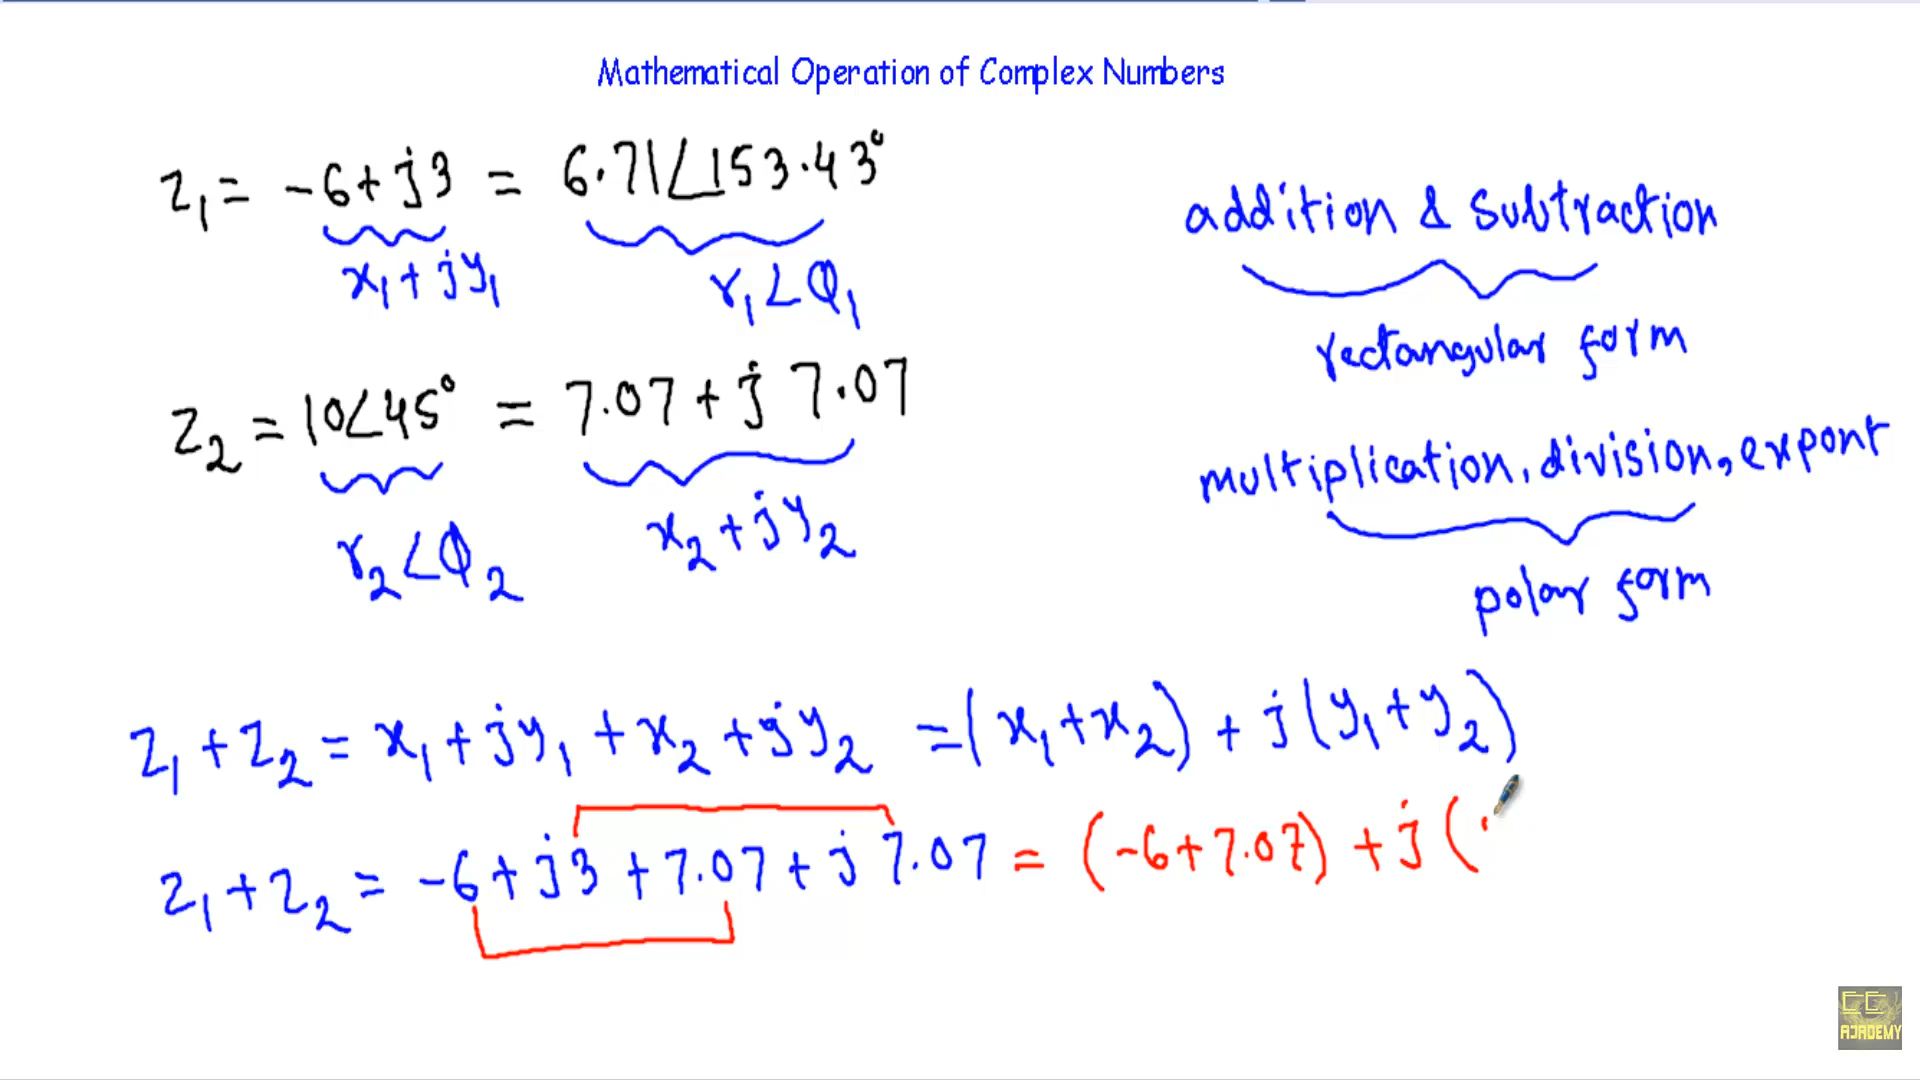 Mathematical Operation of Complex Numbers
z₁ = -6+j3 = 6.71∠153.43°
x₁+jy₁
r₁∠Φ₁
z₂ = 10∠45° = 7.07+j 7.07
r₂∠Φ₂
x₂+jy₂
addition & subtraction
rectangular form
multiplication, division, expont
polar form
z₁+z₂ = x₁+jy₁ +x₂ +jy₂ =(x₁+x₂) + j(y₁+y₂)
z₁+z₂ = -6+j3+7.07+j 7.07 = (-6+7.07) +j(
EE
AJADEMY